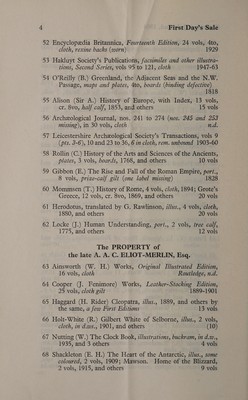 4 First Day's Sale
52 Encyclopædia Britannica, Fourteenth Edition, 24 vols, 4to,
cloth, rexine backs (worn) 1929
53 Hakluyt Society's Publications, facsimiles and other illustra-
tions, Second Series, vols 95 to 121, cloth 1947-63
54 O'Reilly (B.) Greenland, the Adjacent Seas and the N.W.
Passage, maps and plates, 4to, boards (binding defective)
1818
55 Alison (Sir A.) History of Europe, with Index, 13 vols,
cr. 8vo, half calf, 1853, and others 15 vols
56 Archæological Journal, nos. 241 to 274 (nos. 245 and 252
missing), in 30 vols, cloth n.d.
57 Leicestershire Archæological Society's Transactions, vols 9
(pts. 3-6), 10 and 23 to 36, 6 in cloth, rem. unbound 1905-60
58 Rollin (C.) History of the Arts and Sciences of the Ancients,
plates, 3 vols, boards, 1768, and others 10 vols
59 Gibbon (E.) The Rise and Fall of the Roman Empire, port.,
8 vols, prize-calf gilt (one label missing) 1828
60 Mommsen (T.) History of Rome, 4 vols, cloth, 1894; Grote's
Greece, 12 vols, cr. 8vo, 1869, and others 20 vols
61 Herodotus, translated by G. Rawlinson, illus., 4 vols, cloth,
1880, and others 20 vols
62 Locke (J.) Human Understanding, port., 2 vols, tree calf,
1775, and others 12 vols
The PROPERTY of
the late A. A. C. ELIOT-MERLIN, Esq.
63 Ainsworth (W. H.) Works, Original Illustrated Edition,
16 vols, cloth Routledge, n.d.
64 Cooper (J. Fenimore) Works, Leather-Stocking Edition,
25 vols, cloth gilt 1889-1901
65 Haggard (H. Rider) Cleopatra, illus., 1889, and others by
the same, a few First Editions 13 vols
66 Holt-White (R.) Gilbert White of Selborne, illus., 2 vols,
cloth, in d.ws., 1901, and others (10)
67 Nutting (W.) The Clock Book, illustrations, buckram, in d.w.,
1935, and 3 others 4 vols
68 Shackleton (E. H.) The Heart of the Antarctic, illus., some
coloured, 2 vols, 1909; Mawson. Home of the Blizzard,
2 vols, 1915, and others 9 vols